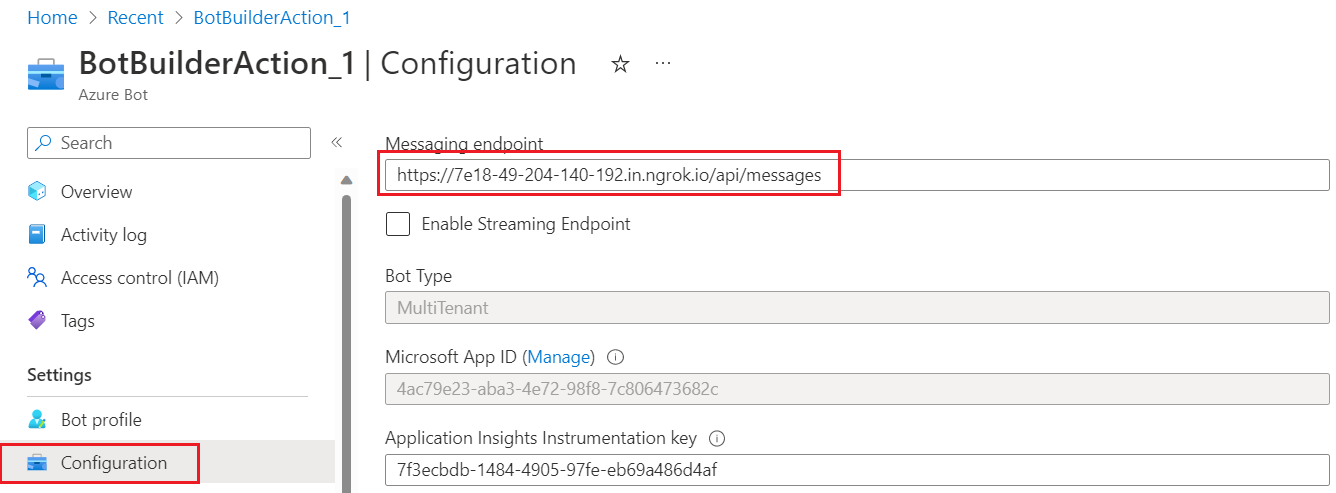 Home > Recent > BotBuilderAction_1
BotBuilderAction_1 | Configuration
Azure Bot
Search
Overview
Activity log
Access control (IAM)
Tags
Settings
Bot profile
Configuration
Messaging endpoint
https://7e18-49-204-140-192.in.ngrok.io/api/messages
Enable Streaming Endpoint
Bot Type
MultiTenant
Microsoft App ID (Manage)
4ac79e23-aba3-4e72-98f8-7c806473682c
Application Insights Instrumentation key
7f3ecbdb-1484-4905-97fe-eb69a486d4af